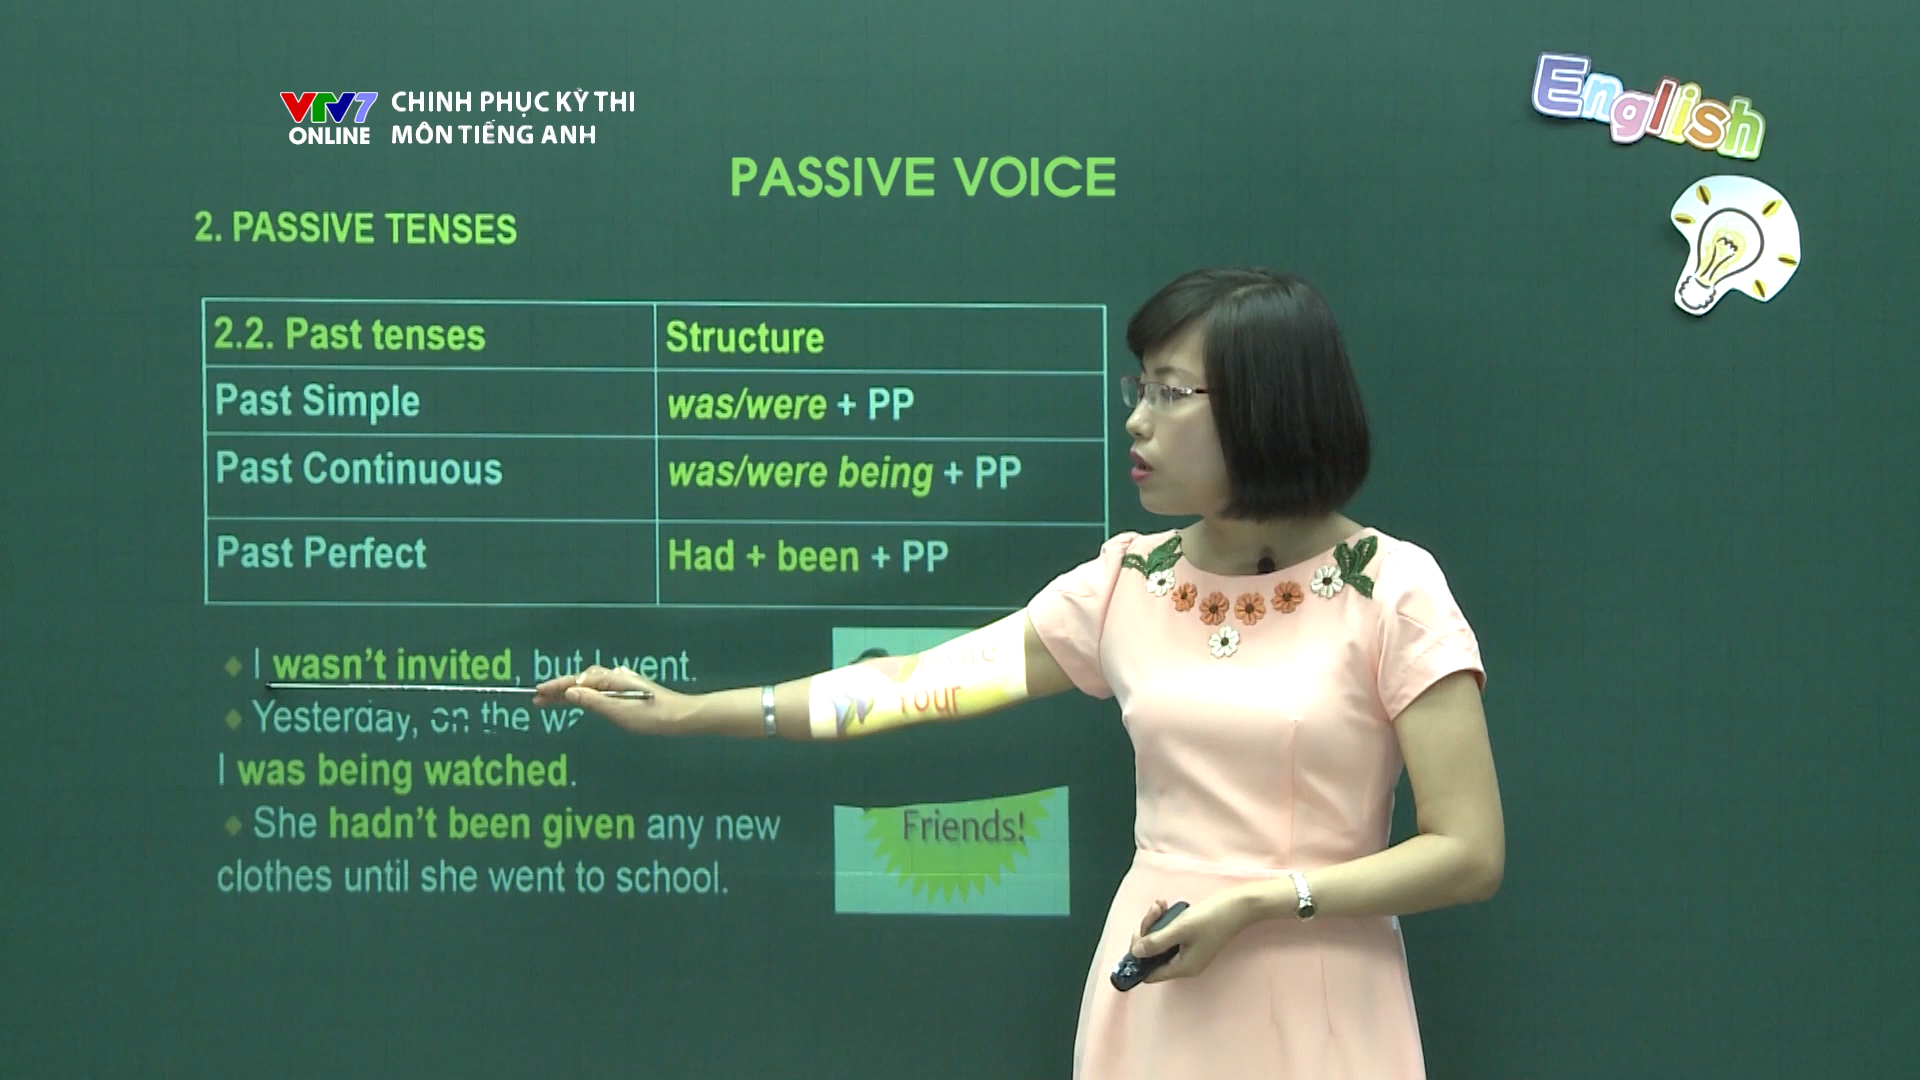 VTV7
ONLINE
CHINH PHỤC KỲ THI
MÔN TIẾNG ANH
English
PASSIVE VOICE
2. PASSIVE TENSES
2.2. Past tenses
Structure
Past Simple
was/were + PP
Past Continuous
was/were being + PP
Past Perfect
Had + been + PP
I wasn't invited, but I went.
Yesterday, on the
I was being watched.
She hadn't been given any new
clothes until she went to school.
Your
Friends!